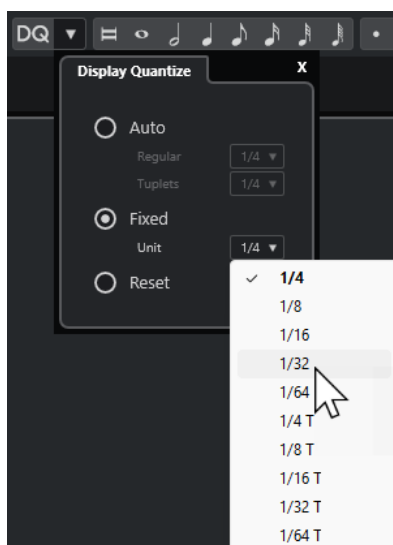 DQ
Display Quantize X
Auto
Regular 1/4
Tuplets 1/4
Fixed
Unit 1/4
Reset
1/4
1/8
1/16
1/32
1/64
1/4 T
1/8 T
1/16 T
1/32 T
1/64 T